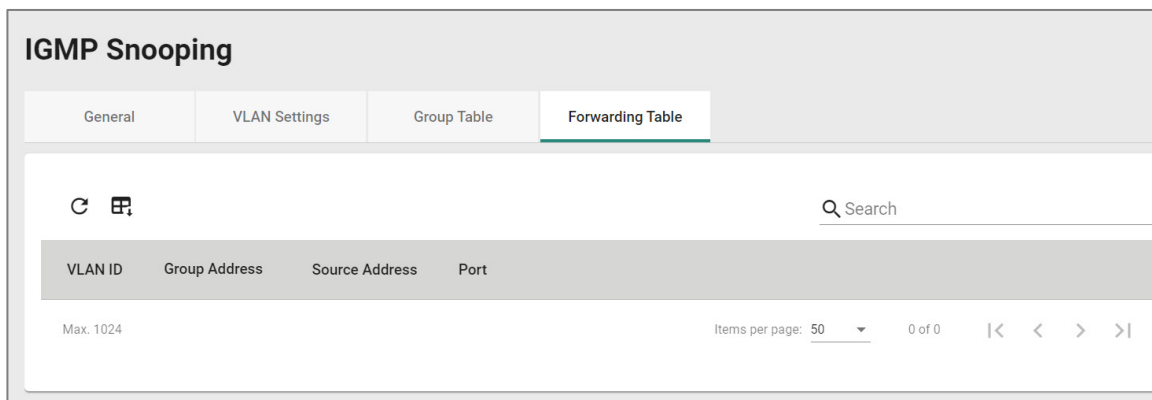 IGMP Snooping
General VLAN Settings Group Table Forwarding Table
Search
VLAN ID Group Address Source Address Port
Max. 1024 Items per page: 50 0 of 0